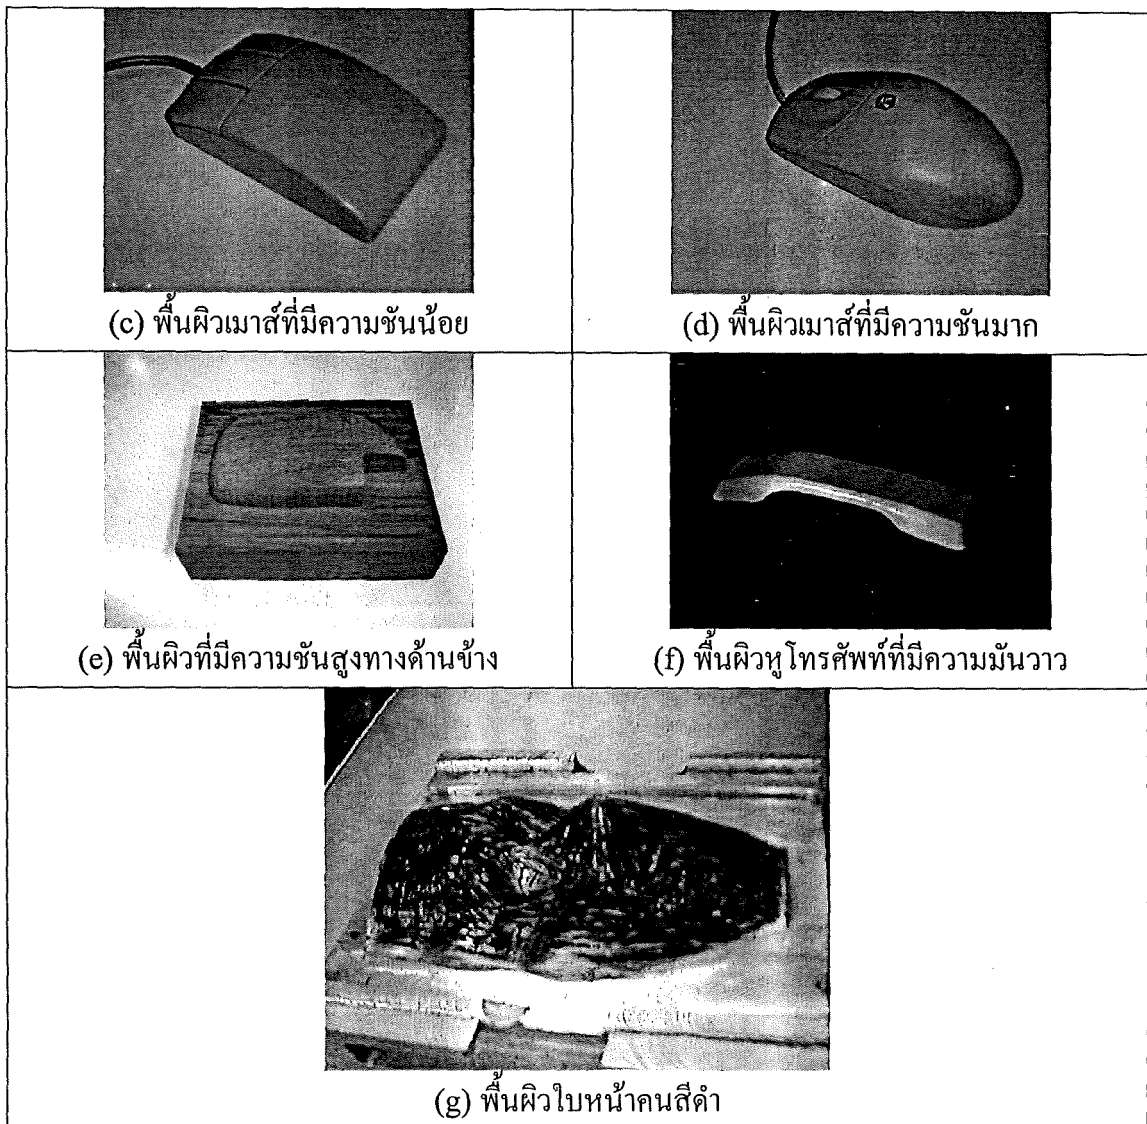 (c) พื้นผิวเมาส์ที่มีความชันน้อย
(d) พื้นผิวเมาส์ที่มีความชันมาก
(e) พื้นผิวที่มีความชันสูงทางด้านข้าง
(f) พื้นผิวหูโทรศัพท์ที่มีความมันวาว
(g) พื้นผิวใบหน้าคนสีดำ